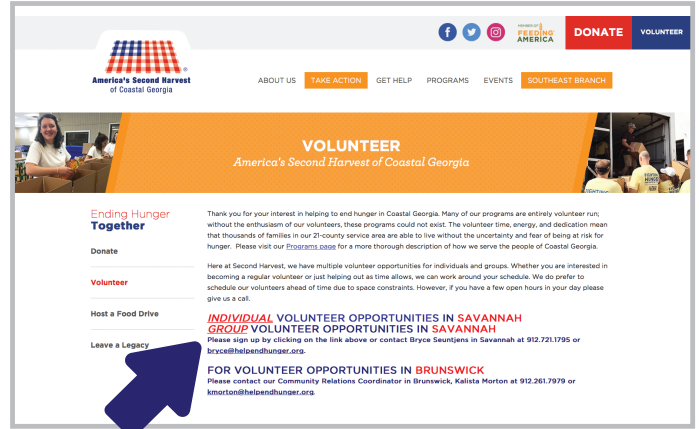 MEMBER OF
FEEDING
AMERICA
DONATE
VOLUNTEER
America's Second Harvest
of Coastal Georgia
ABOUT US
TAKE ACTION
GET HELP
PROGRAMS
EVENTS
SOUTHEAST BRANCH
VOLUNTEER
America's Second Harvest of Coastal Georgia
Ending Hunger
Together
Donate
Volunteer
Host a Food Drive
Leave a Legacy
Thank you for your interest in helping to end hunger in Coastal Georgia. Many of our programs are entirely volunteer run;
without the enthusiasm of our volunteers, these programs could not exist. The volunteer time, energy, and dedication mean
that thousands of families in our 21-county service area are able to live without the uncertainty and fear of being at risk for
hunger. Please visit our Programs page for a more thorough description of how we serve the people of Coastal Georgia.
Here at Second Harvest, we have multiple volunteer opportunities for individuals and groups. Whether you are interested in
becoming a regular volunteer or just helping out as time allows, we can work around your schedule. We do prefer to
schedule our volunteers ahead of time due to space constraints. However, if you have a few open hours in your day please
give us a call.
INDIVIDUAL VOLUNTEER OPPORTUNITIES IN SAVANNAH
GROUP VOLUNTEER OPPORTUNITIES IN SAVANNAH
Please sign up by clicking on the link above or contact Bryce Seuntjens in Savannah at 912.721.1795 or
bryce@helpendhunger.org.
FOR VOLUNTEER OPPORTUNITIES IN BRUNSWICK
Please contact our Community Relations Coordinator in Brunswick, Kalista Morton at 912.261.7979 or
kmorton@helpendhunger.org.